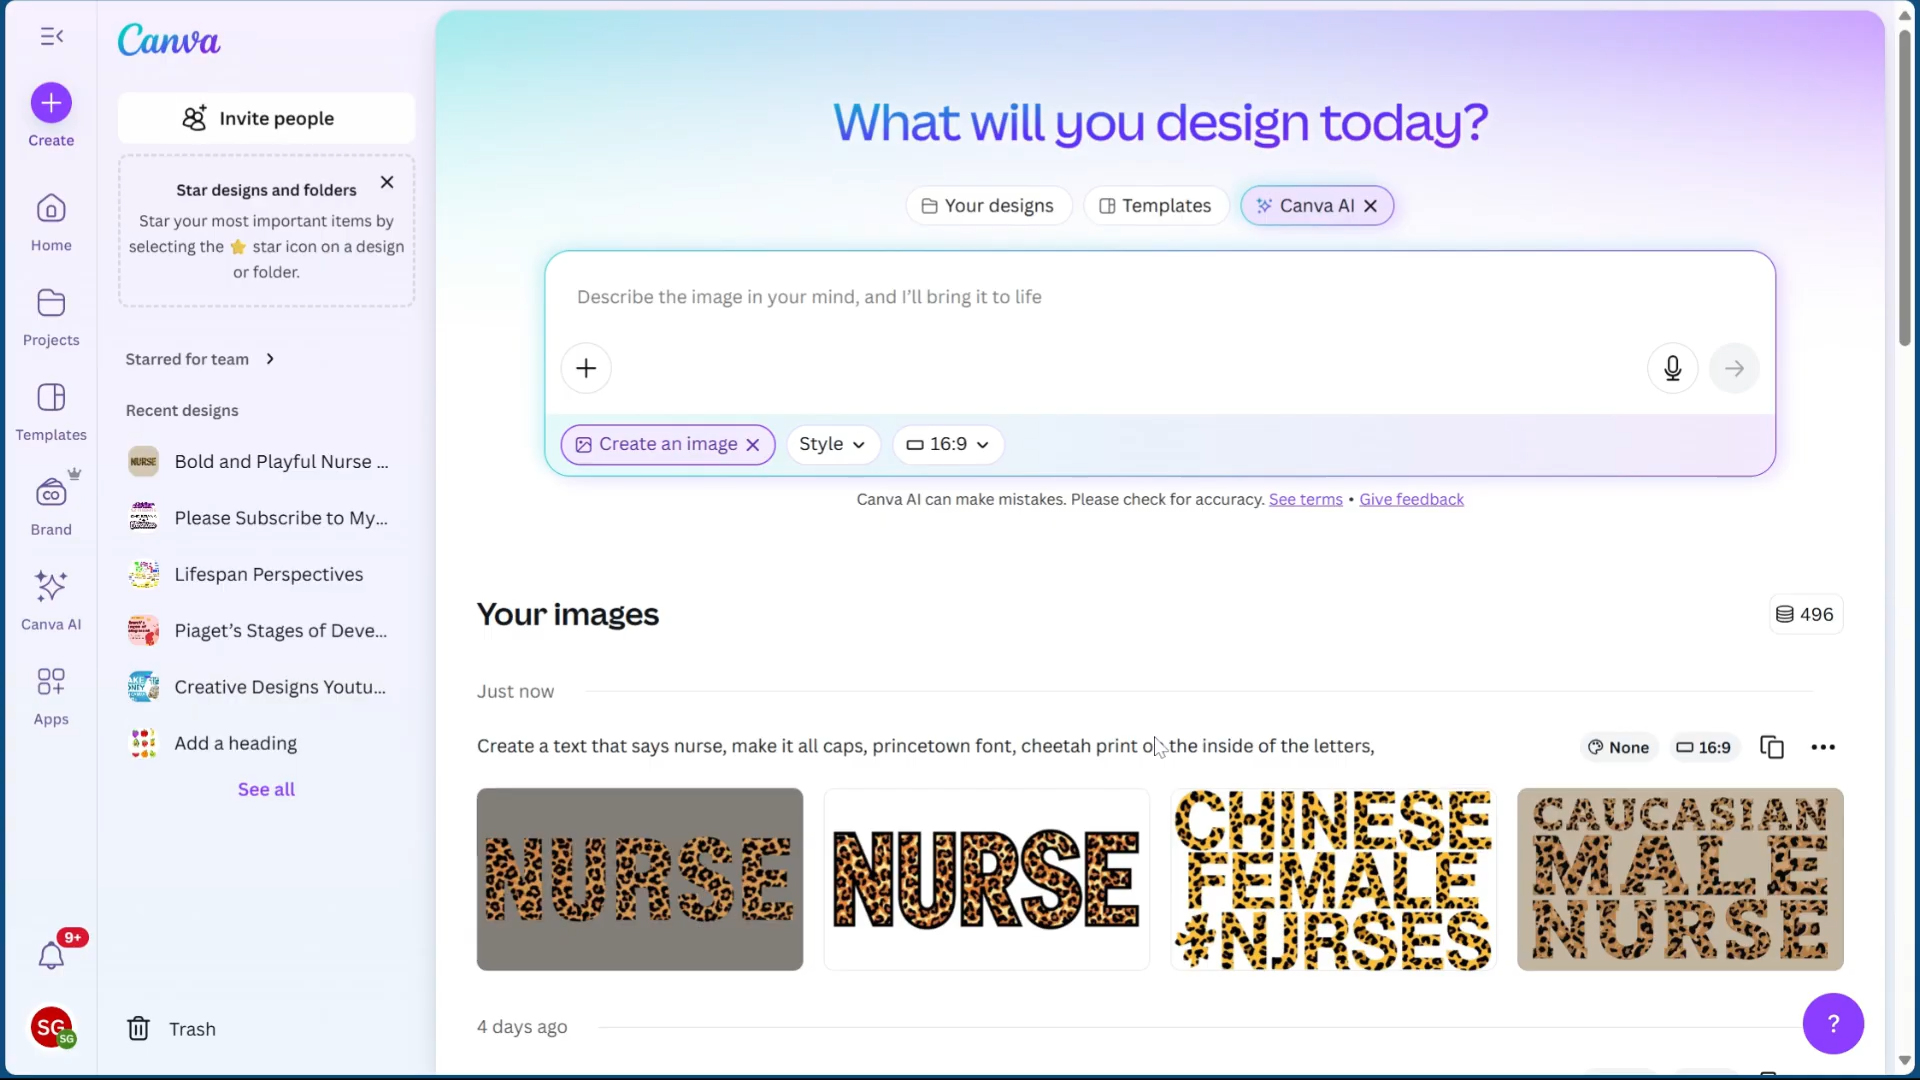 Canva
Invite people
Create
Star designs and folders
Star your most important items by
selecting the ⭐ star icon on a design
or folder.
Home
Projects
Starred for team
Templates
Recent designs
NURSE
Bold and Playful Nurse ...
Brand
Please Subscribe to My...
Lifespan Perspectives
Canva AI
Piaget's Stages of Deve...
Apps
Creative Designs Youtu...
Add a heading
See all
9+
SG
SG
Trash
What will you design today?
Your designs
Templates
Canva AI
Describe the image in your mind, and I'll bring it to life
Create an image
Style
16:9
Canva AI can make mistakes. Please check for accuracy. See terms • Give feedback
Your images
496
Just now
Create a text that says nurse, make it all caps, princetown font, cheetah print on the inside of the letters,
None
16:9
NURSE
NURSE
CHINESE
FEMALE
#NJRSES
CAUCASIAN
MALE
NURSE
4 days ago
?